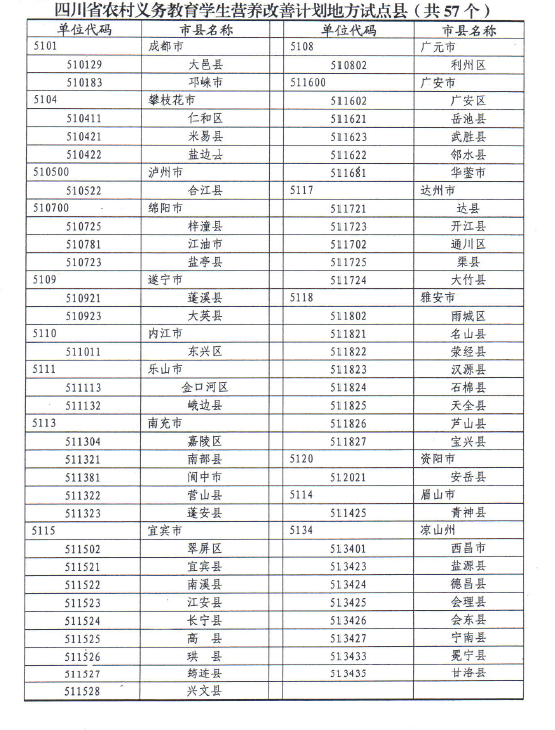 四川省农村义务教育学生营养改善计划地方试点县（共57个）
单位代码 市县名称 单位代码 市县名称
5101 成都市 5108 广元市
510129 大邑县 510802 利州区
510183 邛崃市 511600 广安市
5104 攀枝花市 511602 广安区
510411 仁和区 511621 岳池县
510421 米易县 511623 武胜县
510422 盐边县 511622 邻水县
510500 泸州市 511681 华蓥市
510522 合江县 5117 达州市
510700 绵阳市 511721 达县
510725 梓潼县 511723 开江县
510781 江油市 511702 通川区
510723 盐亭县 511725 渠县
5109 遂宁市 511724 大竹县
510921 蓬溪县 5118 雅安市
510923 大英县 511802 雨城区
5110 内江市 511821 名山县
511011 东兴区 511822 荥经县
5111 乐山市 511823 汉源县
511113 金口河区 511824 石棉县
511132 峨边县 511825 天全县
5113 南充市 511826 芦山县
511304 嘉陵区 511827 宝兴县
511321 南部县 5120 资阳市
511381 阆中市 512021 安岳县
511322 营山县 5114 眉山市
511323 蓬安县 511425 青神县
5115 宜宾市 5134 凉山州
511502 翠屏区 513401 西昌市
511521 宜宾县 513423 盐源县
511522 南溪县 513424 德昌县
511523 江安县 513425 会理县
511524 长宁县 513426 会东县
511525 高 县 513427 宁南县
511526 珙 县 513433 冕宁县
511527 筠连县 513435 甘洛县
511528 兴文县